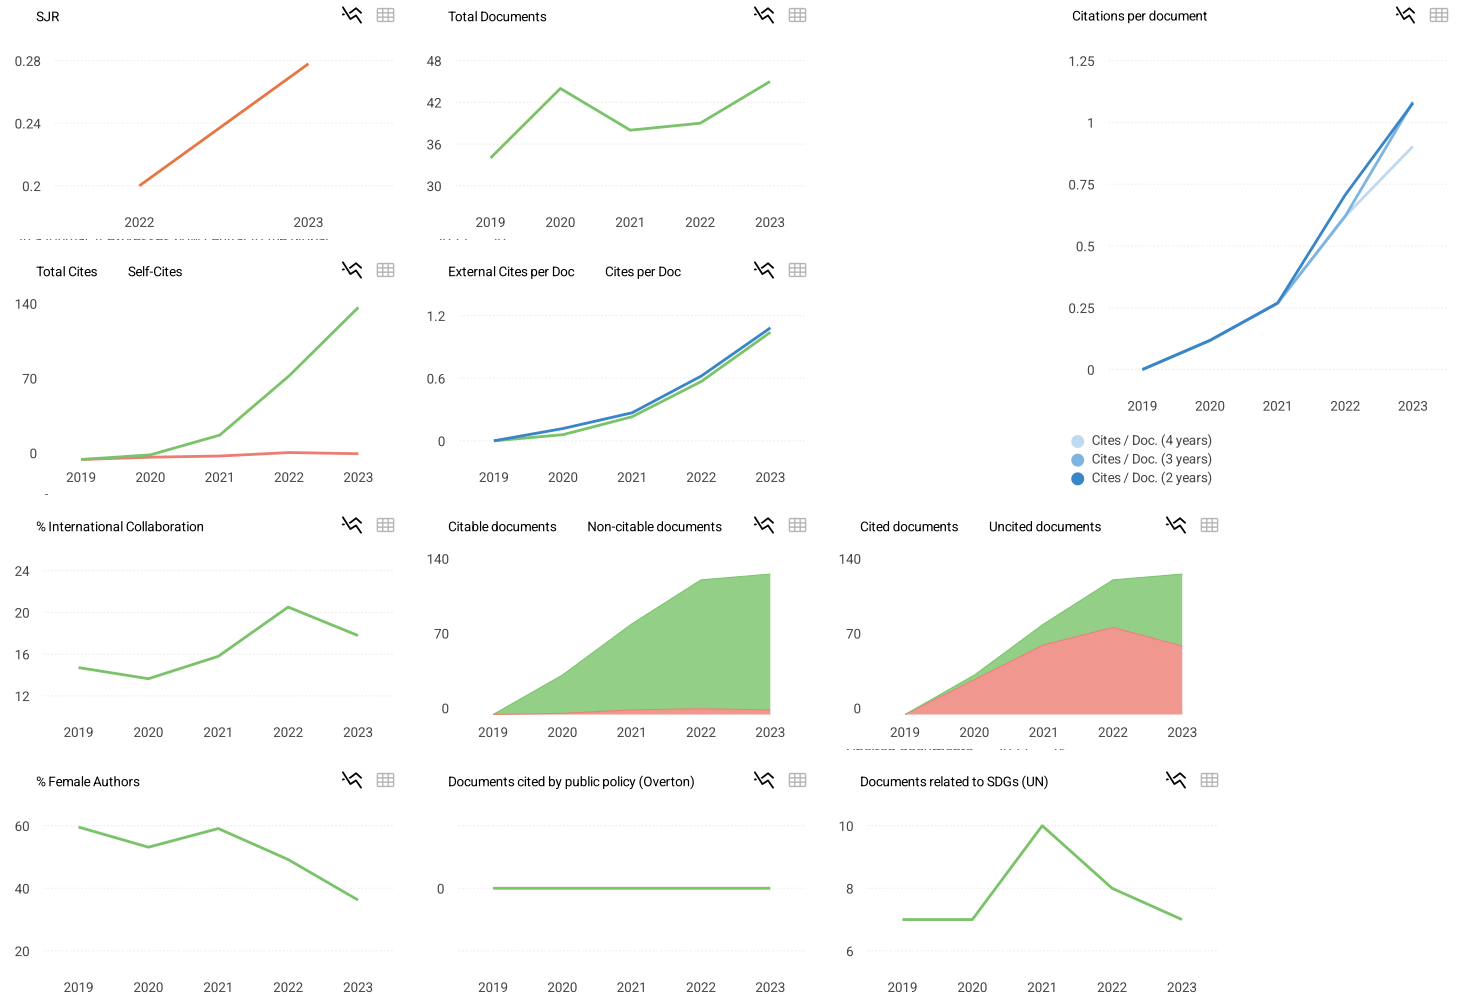 SJR
0.28
0.24
0.2
2022 2023
Total Documents
48
42
36
30
2019 2020 2021 2022 2023
Citations per document
1.25
1
0.75
0.5
0.25
0
2019 2020 2021 2022 2023
Cites / Doc. (4 years)
Cites / Doc. (3 years)
Cites / Doc. (2 years)
Total Cites Self-Cites
140
70
0
2019 2020 2021 2022 2023
External Cites per Doc Cites per Doc
1.2
0.6
0
2019 2020 2021 2022 2023
% International Collaboration
24
20
16
12
2019 2020 2021 2022 2023
Citable documents Non-citable documents
140
70
0
2019 2020 2021 2022 2023
Cited documents Uncited documents
140
70
0
2019 2020 2021 2022 2023
% Female Authors
60
40
20
2019 2020 2021 2022 2023
Documents cited by public policy (Overton)
0
2019 2020 2021 2022 2023
Documents related to SDGs (UN)
10
8
6
2019 2020 2021 2022 2023